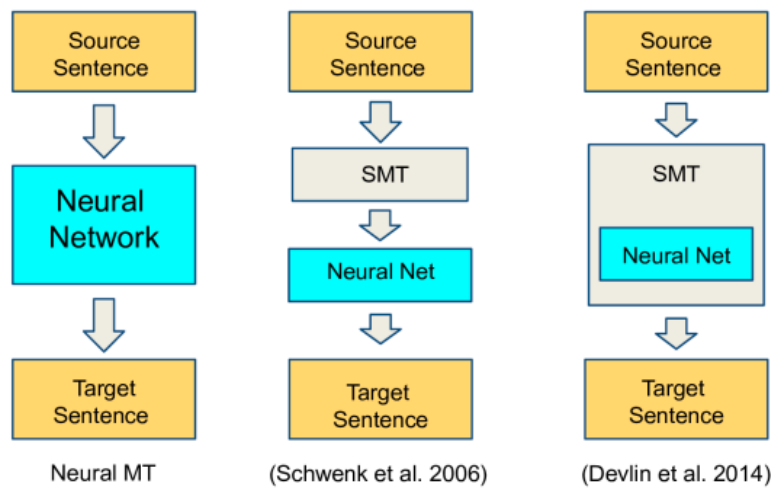 Source
Sentence
Neural
Network
Target
Sentence
Neural MT
Source
Sentence
SMT
Neural Net
Target
Sentence
(Schwenk et al. 2006)
Source
Sentence
SMT
Neural Net
Target
Sentence
(Devlin et al. 2014)